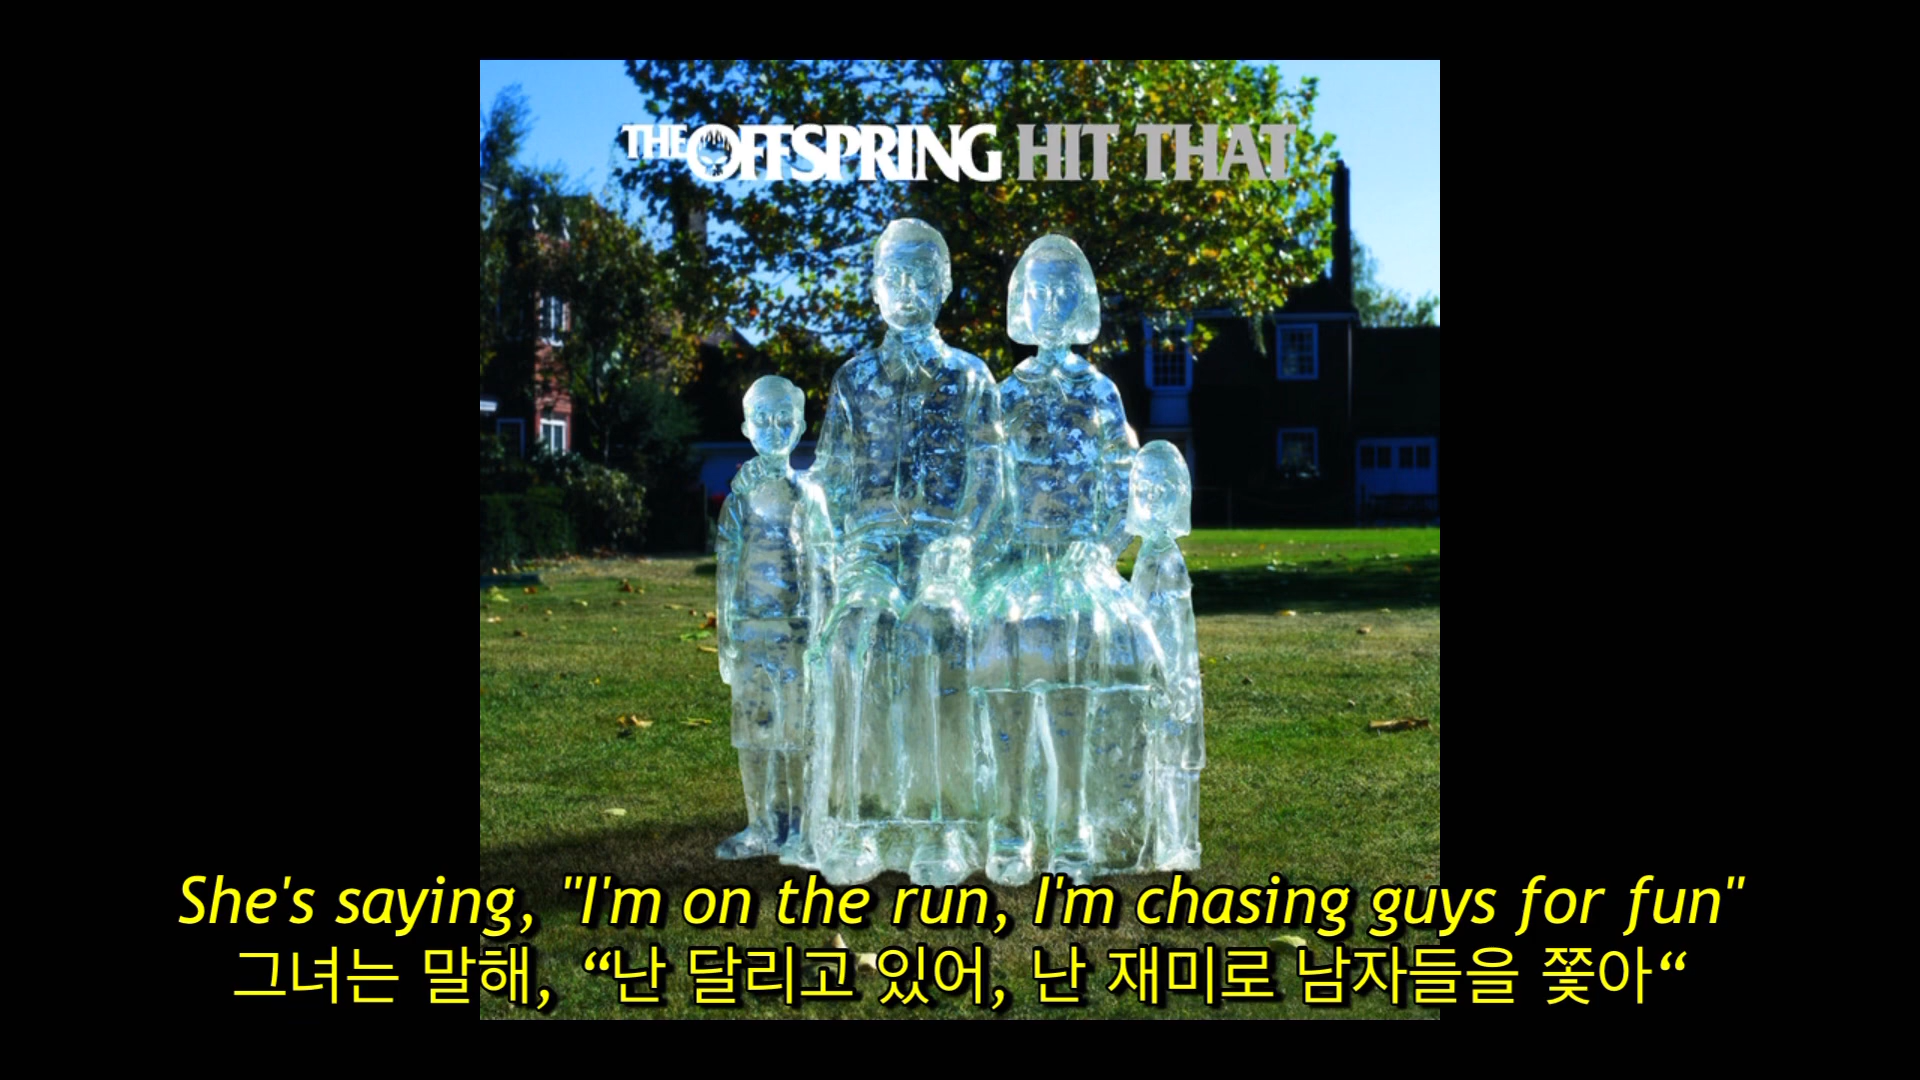 THE OFFSPRING HIT THAT
She's saying, "I'm on the run, I'm chasing guys for fun"
그녀는 말해, “난 달리고 있어, 난 재미로 남자들을 쫓아“